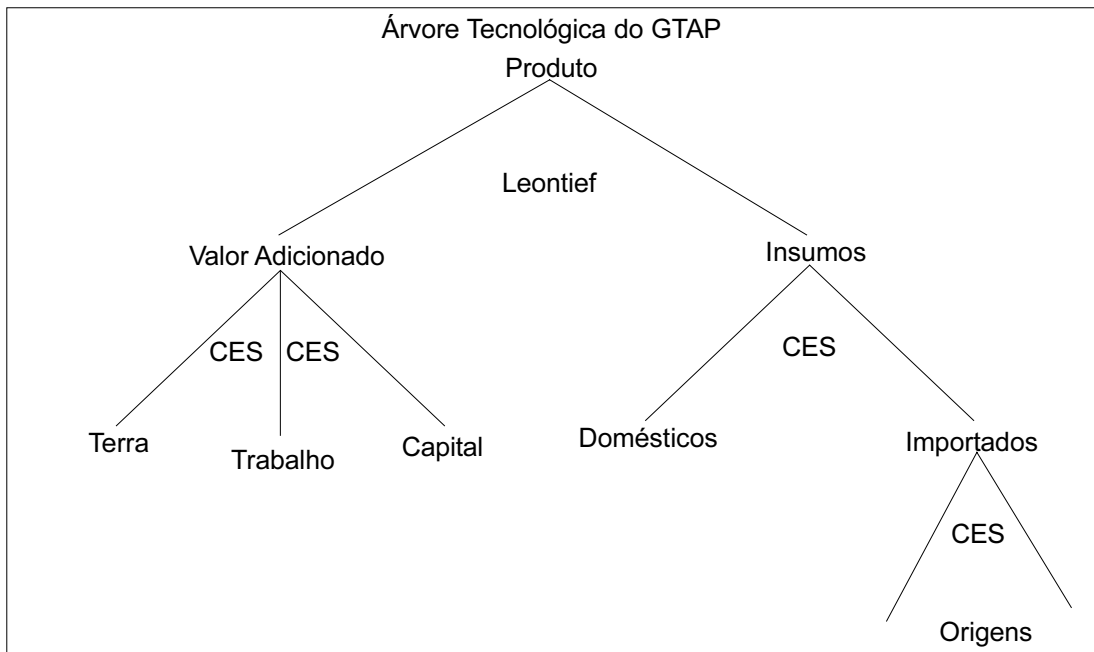 Árvore Tecnológica do GTAP
Produto
Leontief
Valor Adicionado
Insumos
CES
CES
CES
Terra
Trabalho
Capital
Domésticos
Importados
CES
Origens